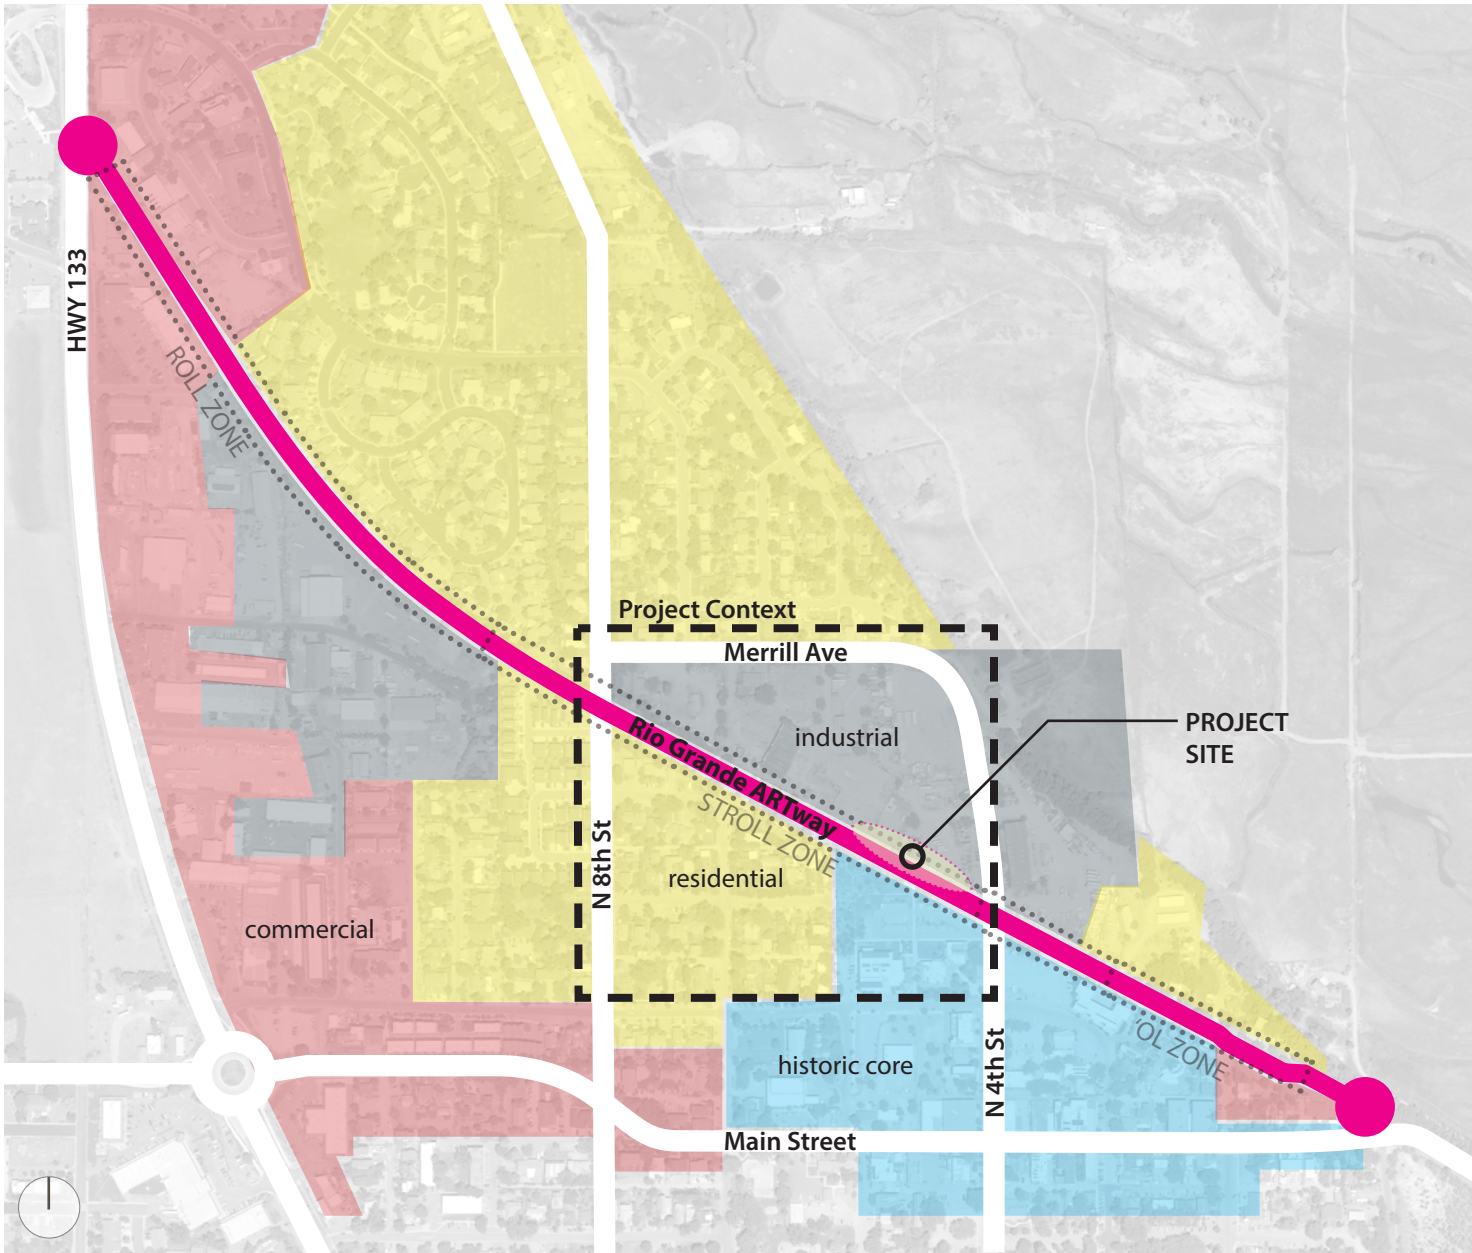 HWY 133
ROLL ZONE
Project Context
Merrill Ave
industrial
PROJECT
SITE
Rio Grande ARTway
STROLL ZONE
N 8th St
residential
commercial
'OL ZONE
historic core
N 4th St
Main Street